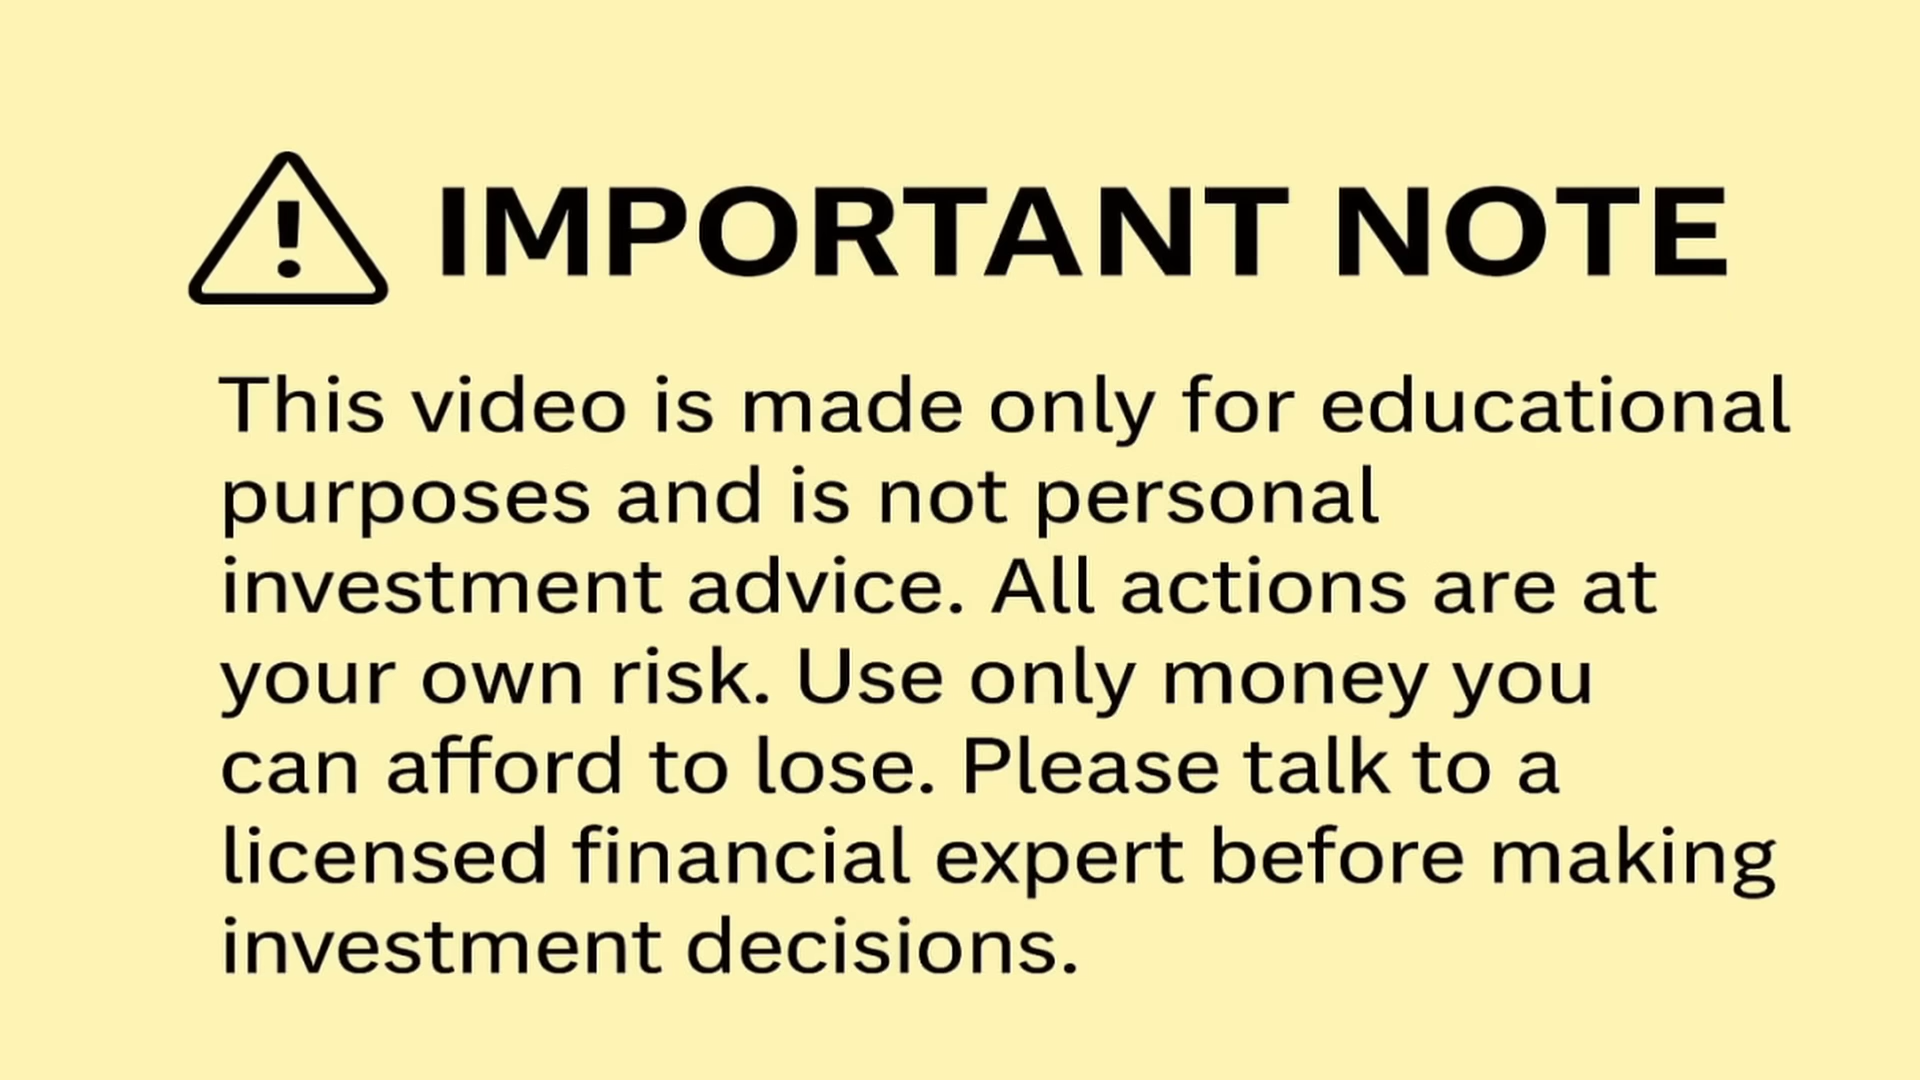 IMPORTANT NOTE
This video is made only for educational
purposes and is not personal
investment advice. All actions are at
your own risk. Use only money you
can afford to lose. Please talk to a
licensed financial expert before making
investment decisions.